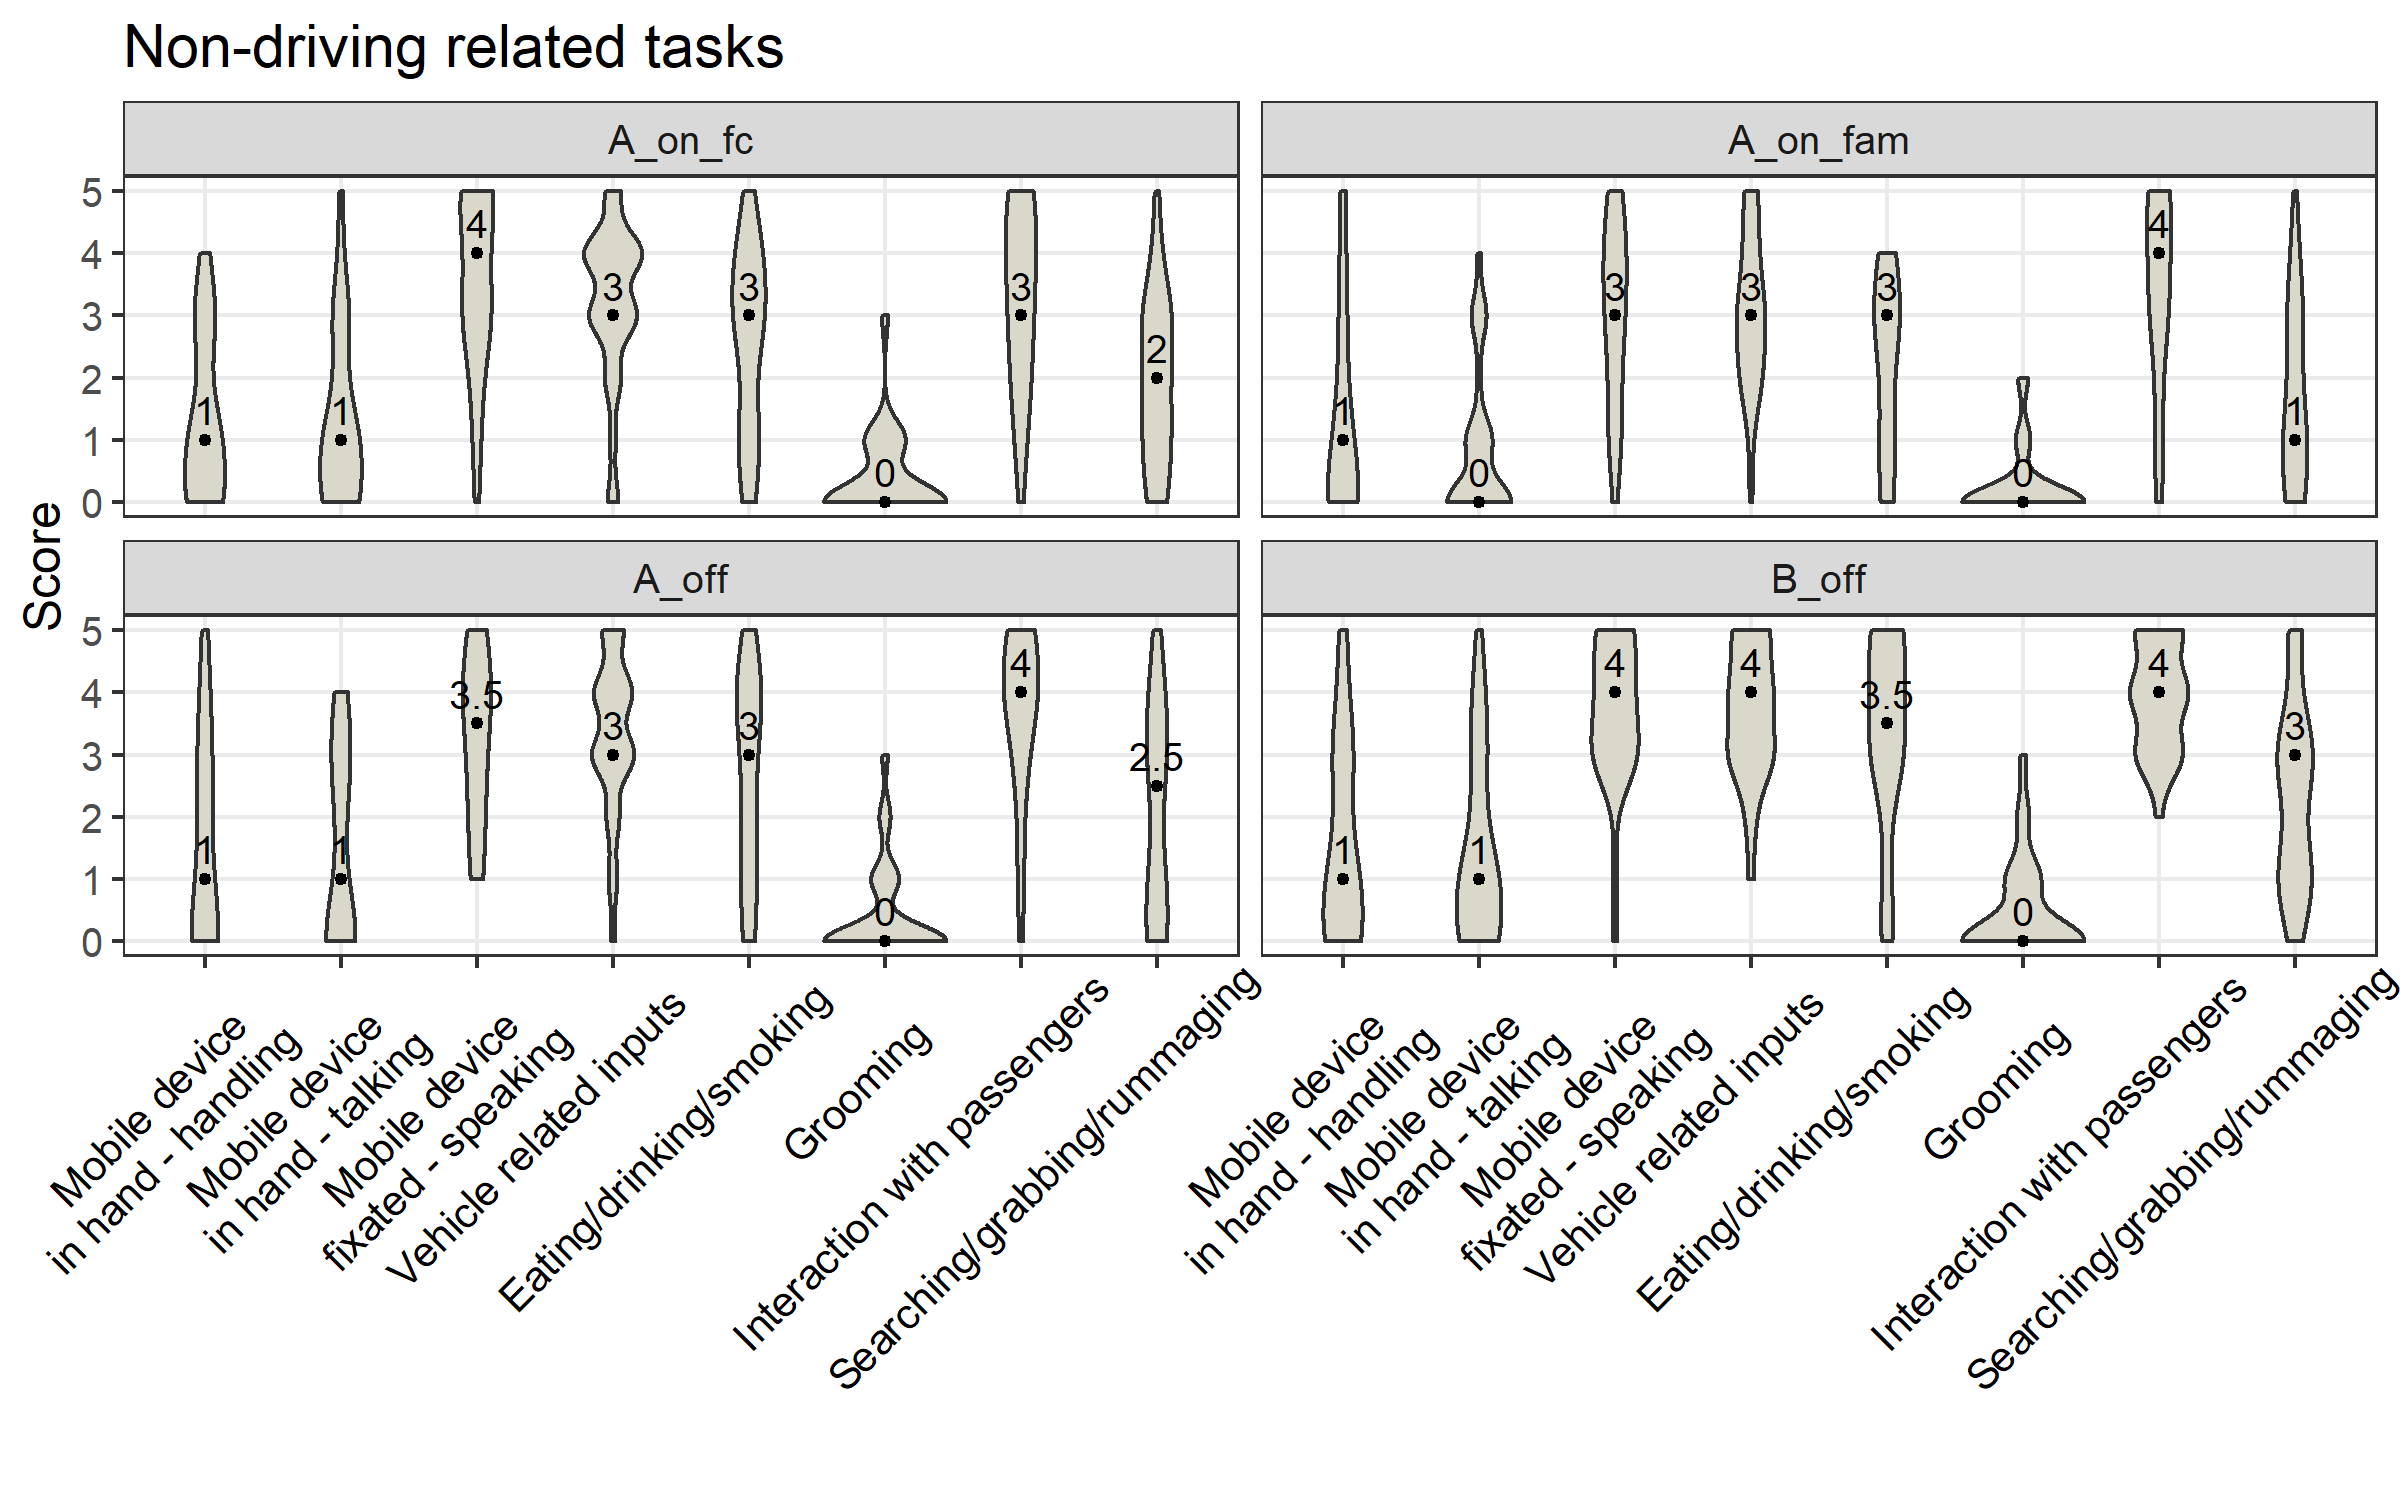 Non-driving related tasks
A_on_fc
A_on_fam
5
4
3
2
1
0
1
1
4
3
3
0
3
2
1
0
3
3
3
0
4
1
Score
A_off
B_off
5
4
3
2
1
0
1
1
3.5
3
3
0
4
2.5
1
1
4
4
3.5
0
4
3
Mobile device
in hand - handling
Mobile device
in hand - talking
Mobile device
fixated - speaking
Vehicle related inputs
Eating/drinking/smoking
Grooming
Interaction with passengers
Searching/grabbing/rummaging
Mobile device
in hand - handling
Mobile device
in hand - talking
Mobile device
fixated - speaking
Vehicle related inputs
Eating/drinking/smoking
Grooming
Interaction with passengers
Searching/grabbing/rummaging